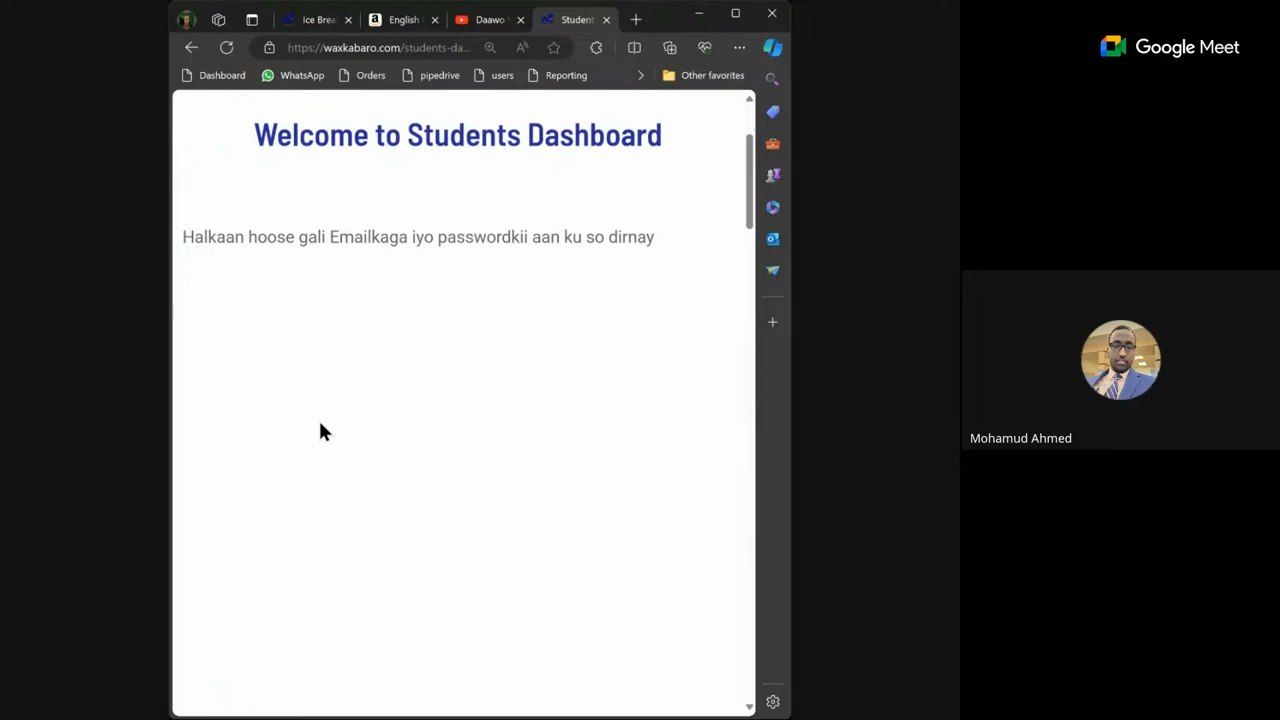 Ice Brea
English
Daawo
Student
https://waxkabaro.com/students-da...
Dashboard
WhatsApp
Orders
pipedrive
users
Reporting
Other favorites
Welcome to Students Dashboard
Halkaan hoose gali Emailkaga iyo passwordkii aan ku so dirnay
Google Meet
Mohamud Ahmed